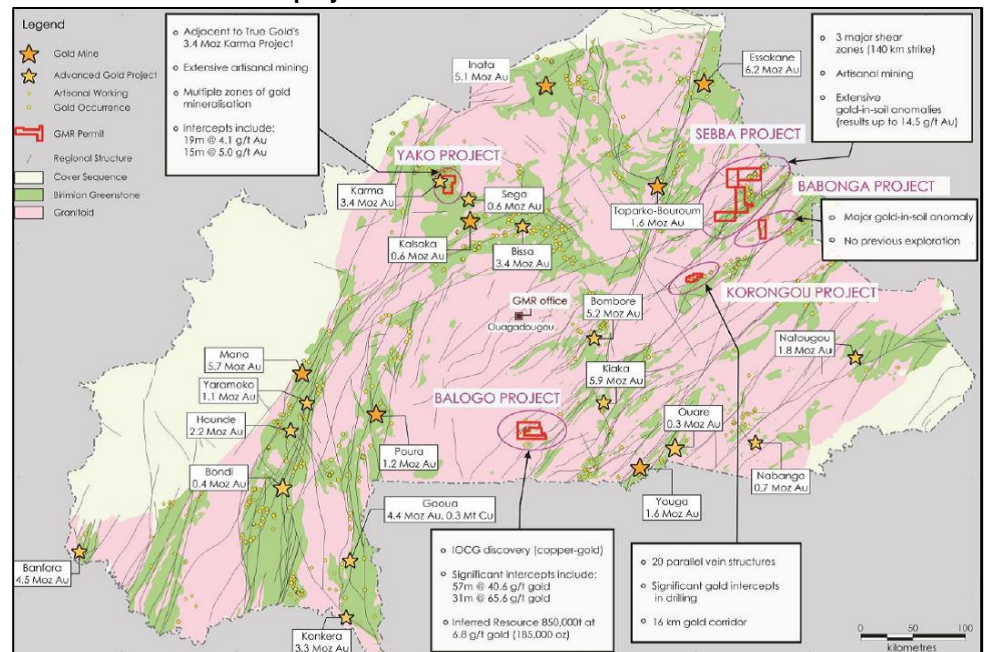 Legend
Gold Mine
Advanced Gold Project
Artisanal Working
Gold Occurrence
GMR Permit
Regional Structure
Cover Sequence
Birimian Greenstone
Granitoid
Adjacent to True Gold's
3.4 Moz Karma Project
Extensive artisanal mining
Multiple zones of gold
mineralisation
Intercepts include:
19m @ 4.1 g/t Au
15m @ 5.0 g/t Au
Inata
5.1 Moz Au
Essakane
6.2 Moz Au
3 major shear
zones (140 km strike)
Artisanal mining
Extensive
gold-in-soil anomalies
(results up to 14.5 g/t Au)
SEBBA PROJECT
YAKO PROJECT
BABONGA PROJECT
Karma
3.4 Moz Au
Sega
0.6 Moz Au
Taparko-Bouroum
1.6 Moz Au
Major gold-in-soil anomaly
No previous exploration
Kalsaka
0.6 Moz Au
Bissa
3.4 Moz Au
KORONGOU PROJECT
GMR office
Ouagadougou
Bombore
5.2 Moz Au
Natougou
1.8 Moz Au
Mana
5.7 Moz Au
Yaramoko
1.1 Moz Au
Kiaka
5.9 Moz Au
Hounde
2.2 Moz Au
BALOGO PROJECT
Ouare
0.3 Moz Au
Poura
1.2 Moz Au
Bondi
0.4 Moz Au
Nabanga
0.7 Moz Au
Youga
1.6 Moz Au
Gaoua
4.4 Moz Au, 0.3 Mt Cu
Banfora
4.5 Moz Au
IOCG discovery (copper-gold)
Significant intercepts include:
57m @ 40.6 g/t gold
31m @ 65.6 g/t gold
Inferred Resource 850,000t at
6.8 g/t gold (185,000 oz)
20 parallel vein structures
Significant gold intercepts
in drilling
16 km gold corridor
Konkera
3.3 Moz Au
0 50 100
kilometres